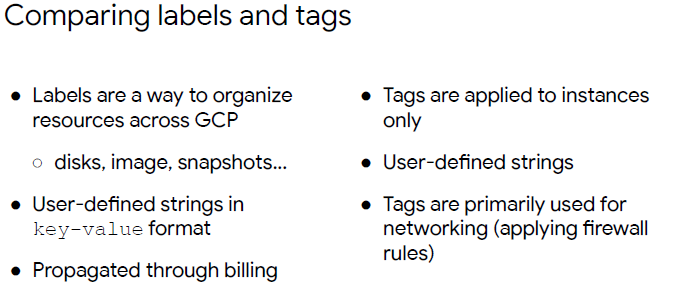 Comparing labels and tags
● Labels are a way to organize
resources across GCP
○ disks, image, snapshots...
● User-defined strings in
key-value format
● Propagated through billing
● Tags are applied to instances
only
● User-defined strings
● Tags are primarily used for
networking (applying firewall
rules)